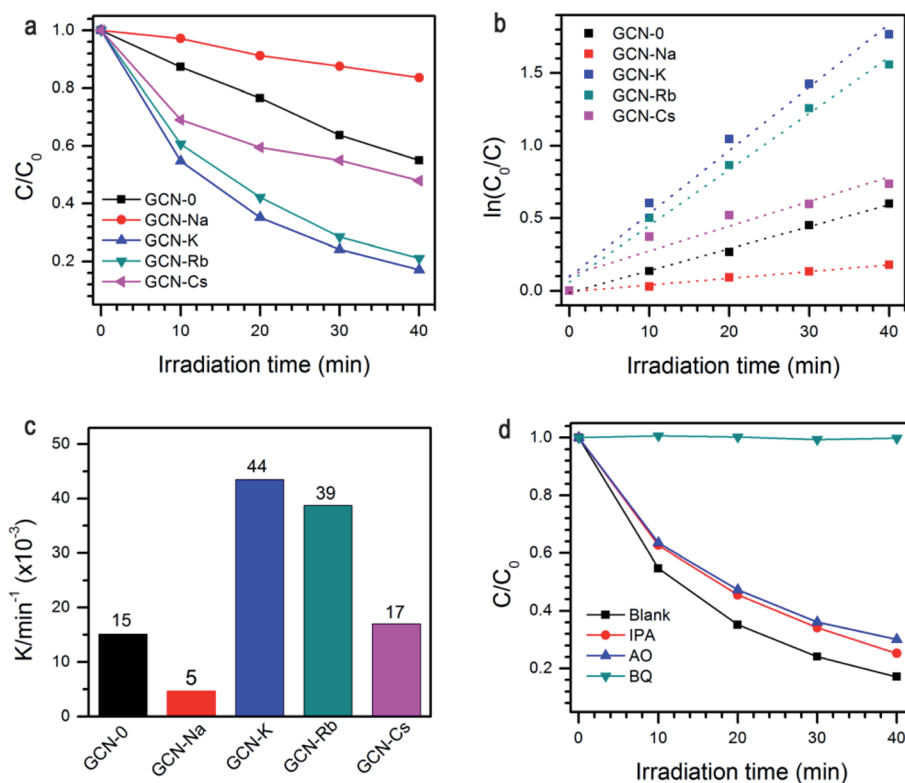 a
1.0
0.8
0.6
0.4
0.2
C/C0
GCN-0
GCN-Na
GCN-K
GCN-Rb
GCN-Cs
0 10 20 30 40
Irradiation time (min)
b
1.5
1.0
0.5
0.0
ln(C0/C)
GCN-0
GCN-Na
GCN-K
GCN-Rb
GCN-Cs
0 10 20 30 40
Irradiation time (min)
c
50
40
30
20
10
0
K/min-1 (x10-3)
15
5
44
39
17
GCN-0
GCN-Na
GCN-K
GCN-Rb
GCN-Cs
d
1.0
0.8
0.6
0.4
0.2
C/C0
Blank
IPA
AO
BQ
0 10 20 30 40
Irradiation time (min)